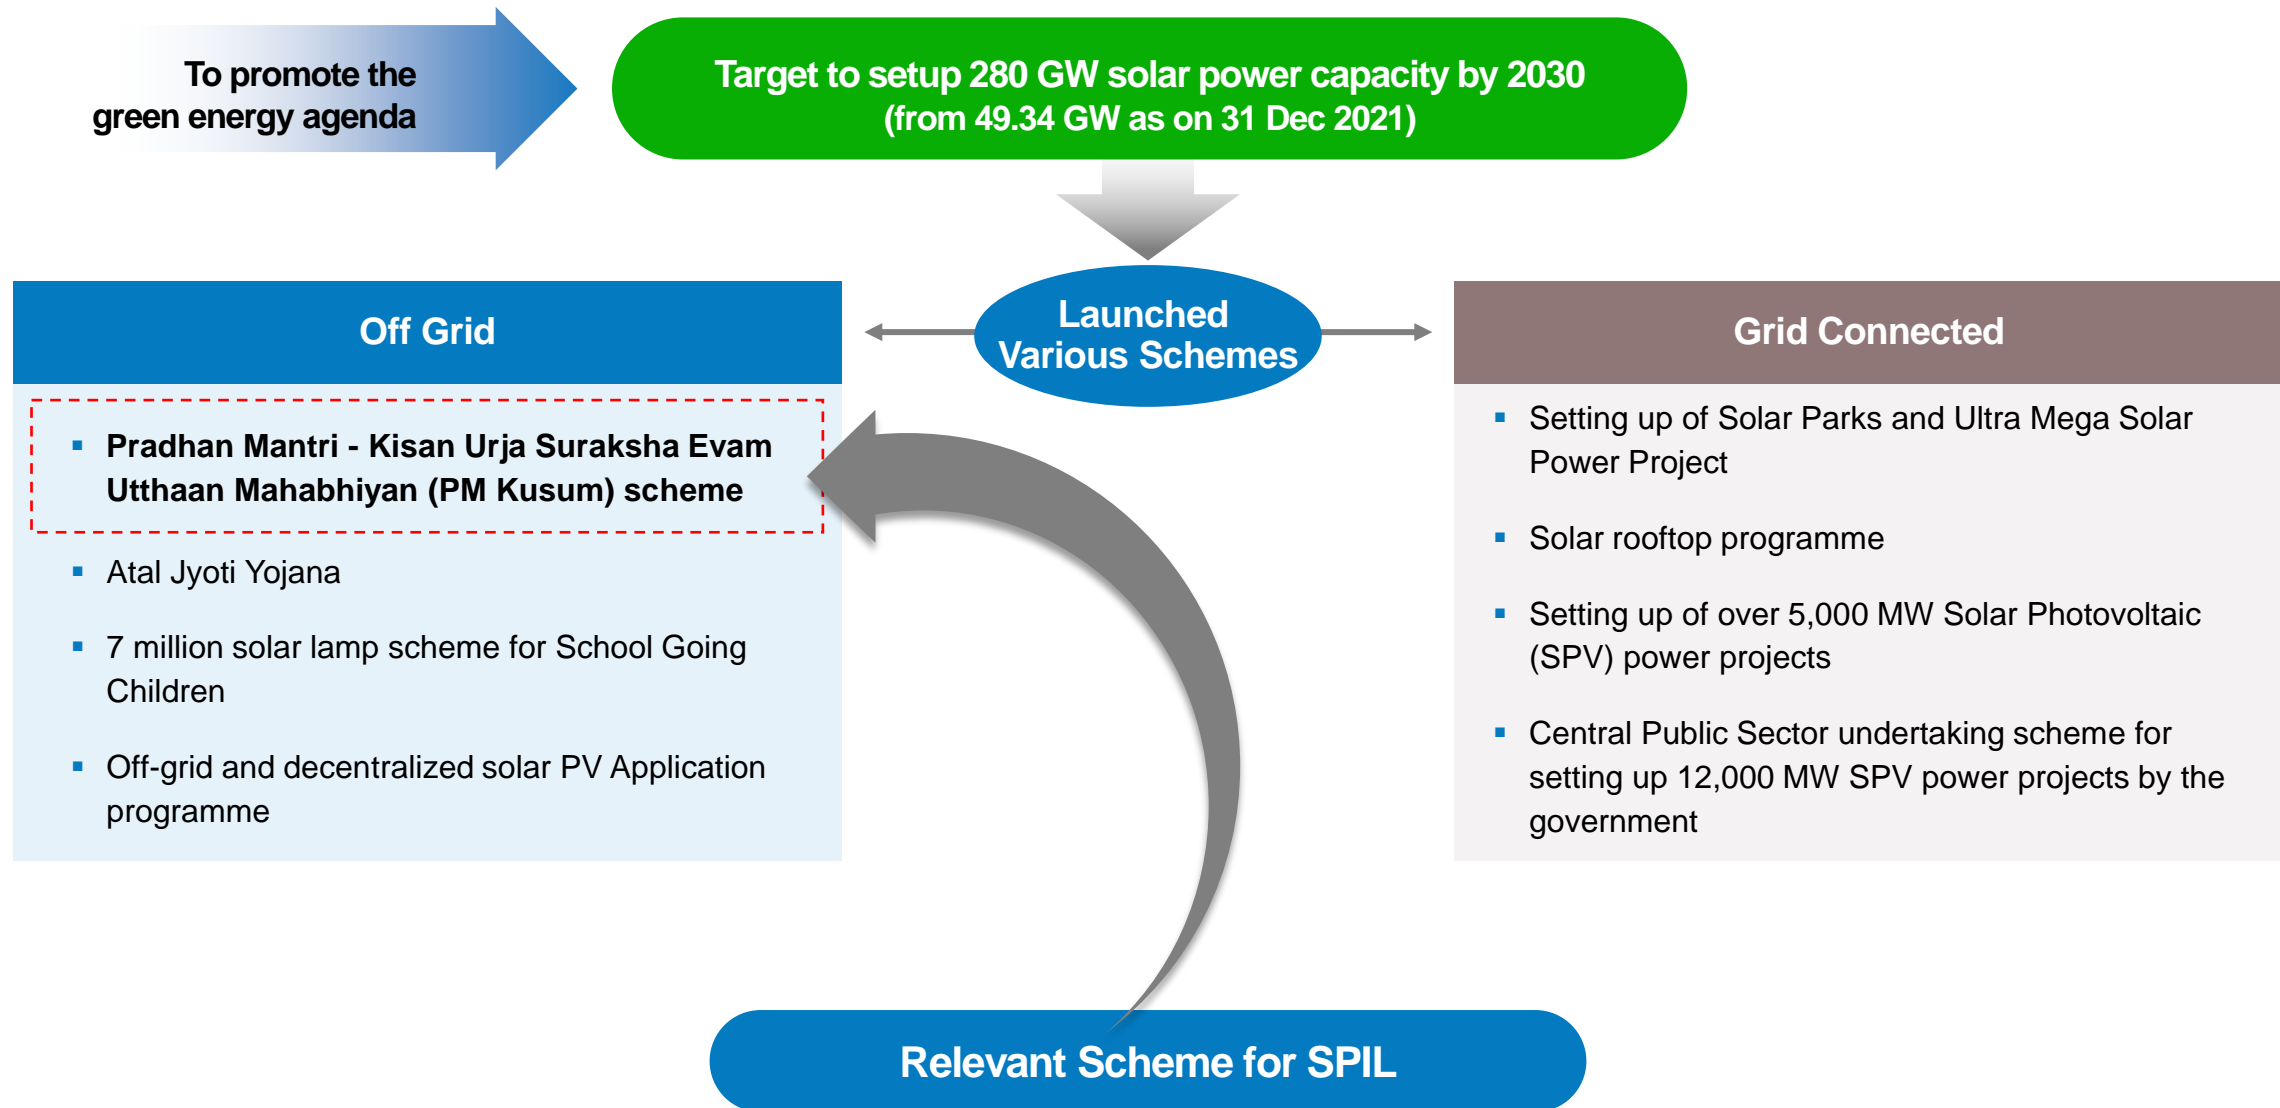 To promote the
green energy agenda
Target to setup 280 GW solar power capacity by 2030
(from 49.34 GW as on 31 Dec 2021)
Launched
Various Schemes
Off Grid
▪ Pradhan Mantri - Kisan Urja Suraksha Evam
Utthaan Mahabhiyan (PM Kusum) scheme
▪ Atal Jyoti Yojana
▪ 7 million solar lamp scheme for School Going
Children
▪ Off-grid and decentralized solar PV Application
programme
Grid Connected
▪ Setting up of Solar Parks and Ultra Mega Solar
Power Project
▪ Solar rooftop programme
▪ Setting up of over 5,000 MW Solar Photovoltaic
(SPV) power projects
▪ Central Public Sector undertaking scheme for
setting up 12,000 MW SPV power projects by the
government
Relevant Scheme for SPIL